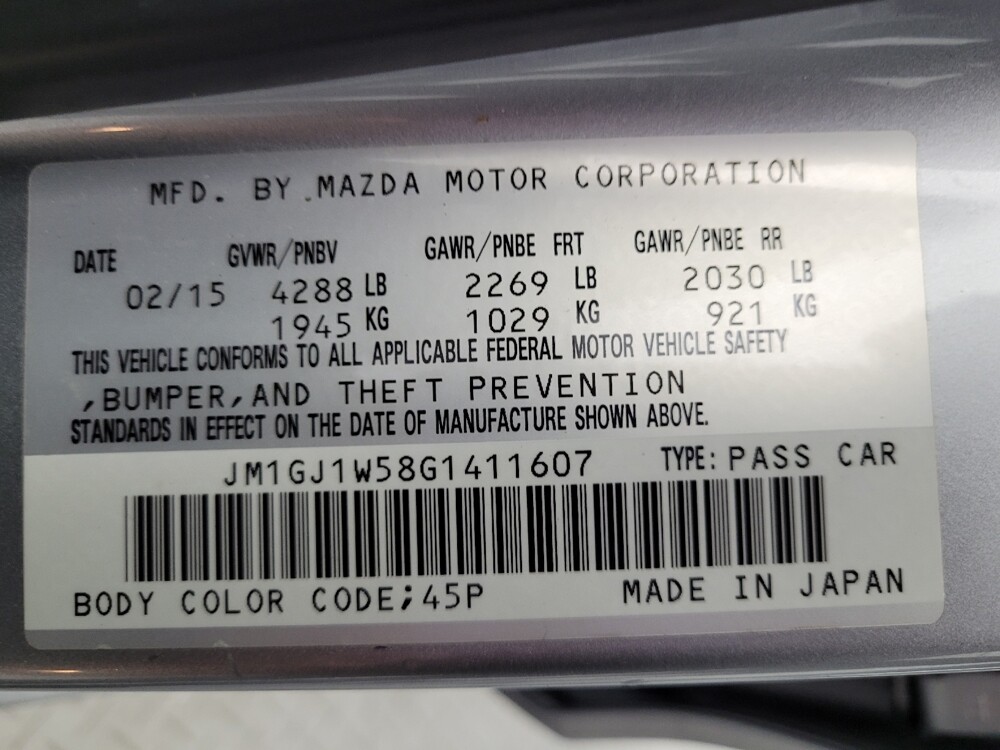 MFD. BY MAZDA MOTOR CORPORATION
DATE GVWR/PNBV GAWR/PNBE FRT GAWR/PNBE RR
02/15 4288 LB 2269 LB 2030 LB
1945 KG 1029 KG 921 KG
THIS VEHICLE CONFORMS TO ALL APPLICABLE FEDERAL MOTOR VEHICLE SAFETY
,BUMPER,AND THEFT PREVENTION
STANDARDS IN EFFECT ON THE DATE OF MANUFACTURE SHOWN ABOVE.
JM1GJ1W58G1411607 TYPE: PASS CAR
BODY COLOR CODE;45P MADE IN JAPAN